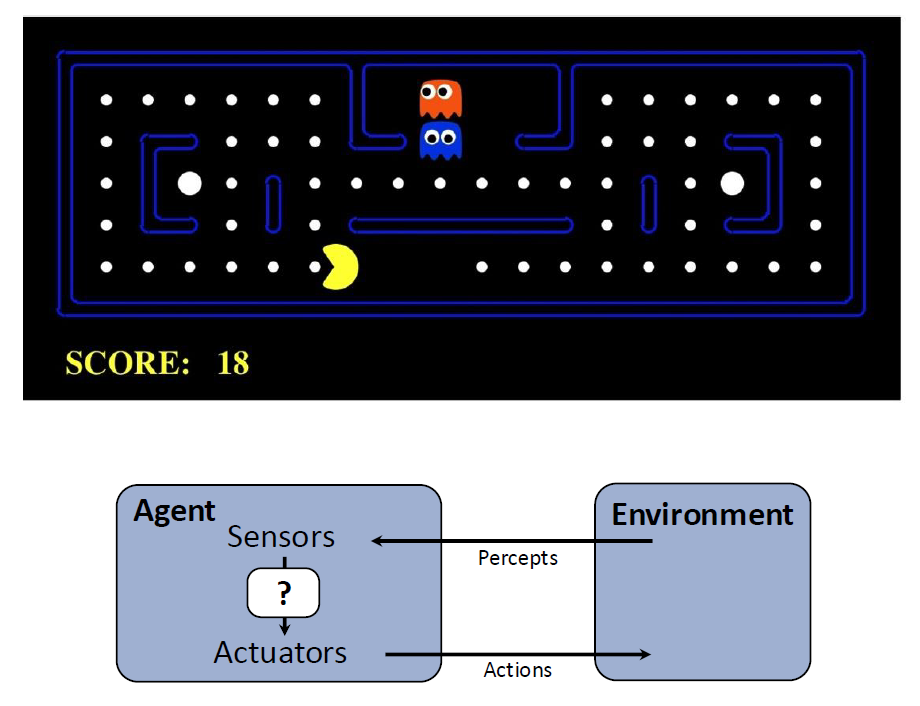 SCORE: 18
Agent
Environment
Sensors
Percepts
?
Actuators
Actions